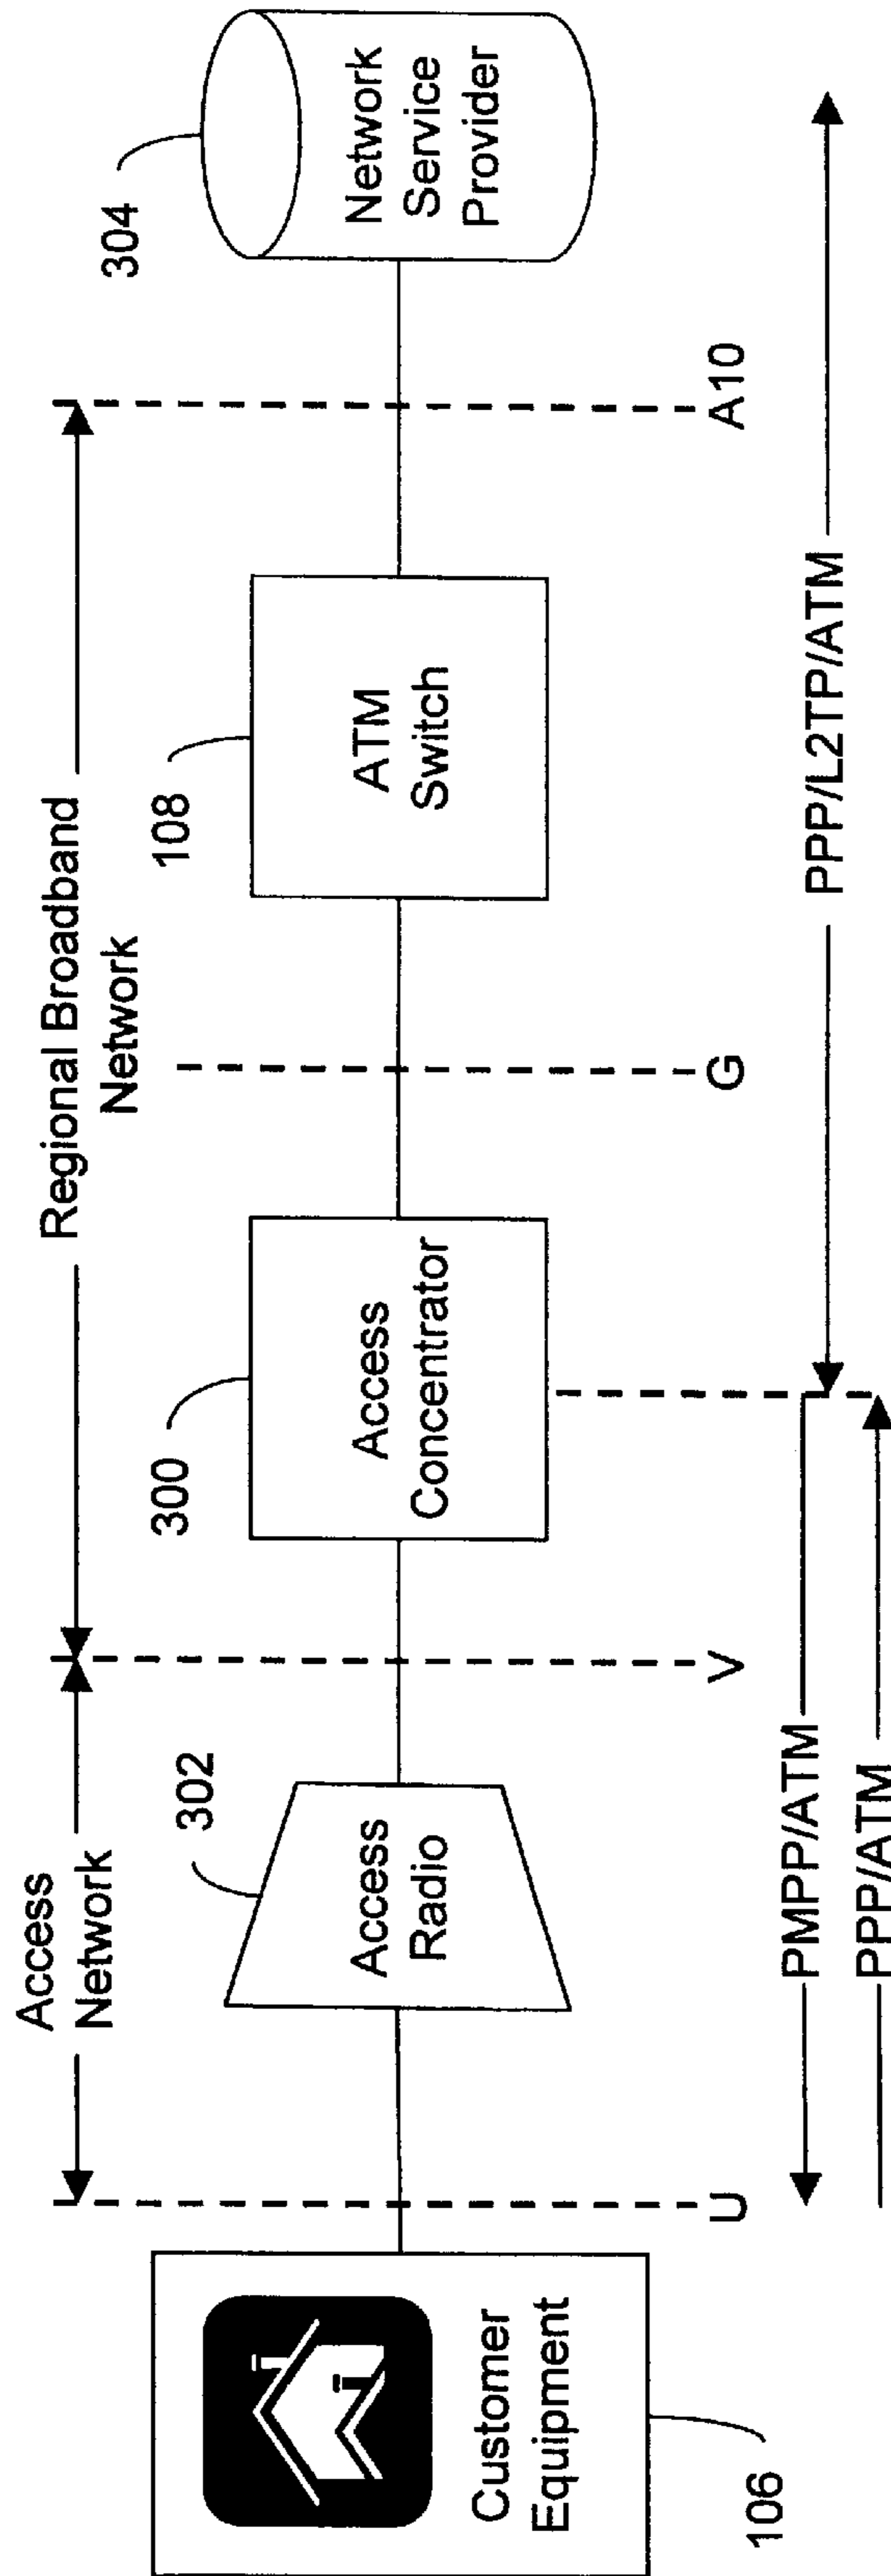 Access
Network
Regional Broadband
Network
302
300
108
304
Customer
Equipment
Access
Radio
Access
Concentrator
ATM
Switch
Network
Service
Provider
106
U
V
G
A10
PMPP/ATM
PPP/L2TP/ATM
PPP/ATM